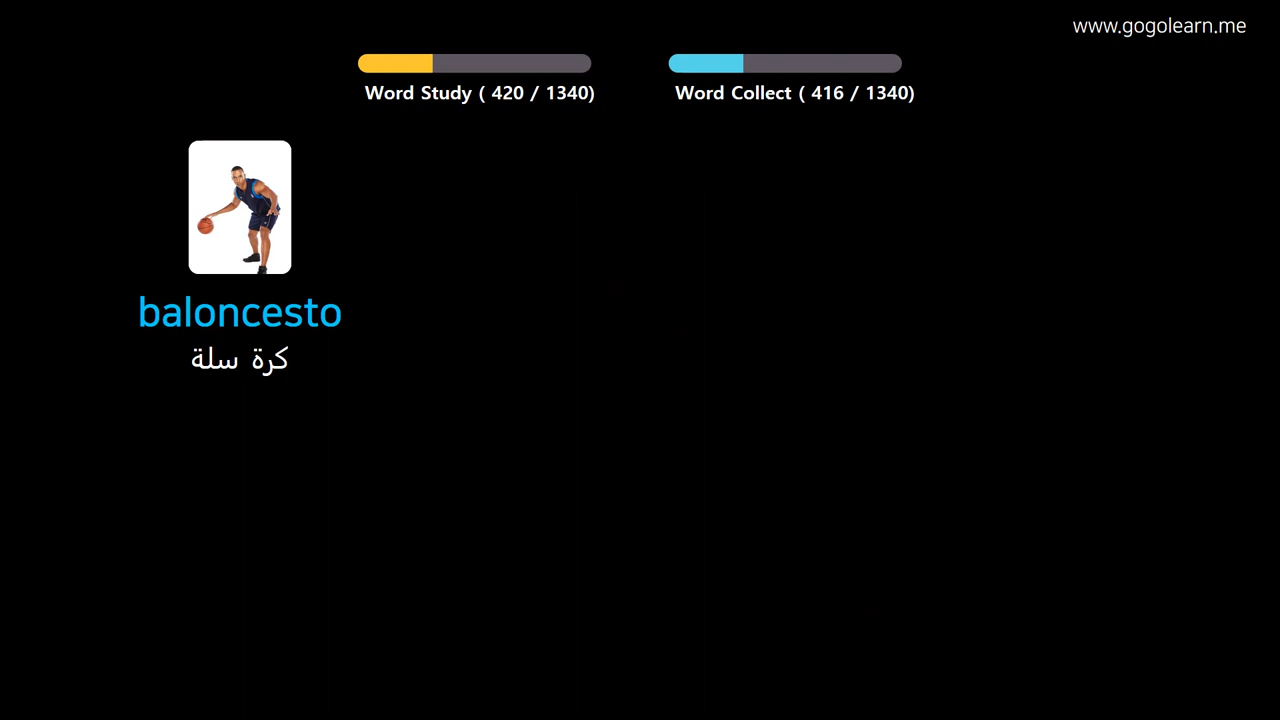 www.gogolearn.me
Word Study ( 420 / 1340)
Word Collect ( 416 / 1340)
baloncesto
كرة سلة